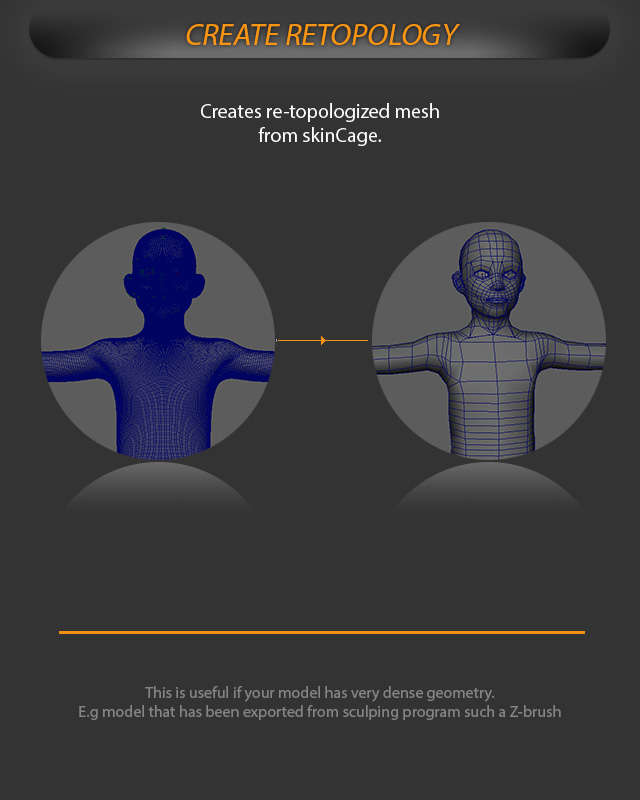 CREATE RETOPOLOGY
Creates re-topologized mesh
from skinCage.
This is useful if your model has very dense geometry.
E.g model that has been exported from sculping program such a Z-brush